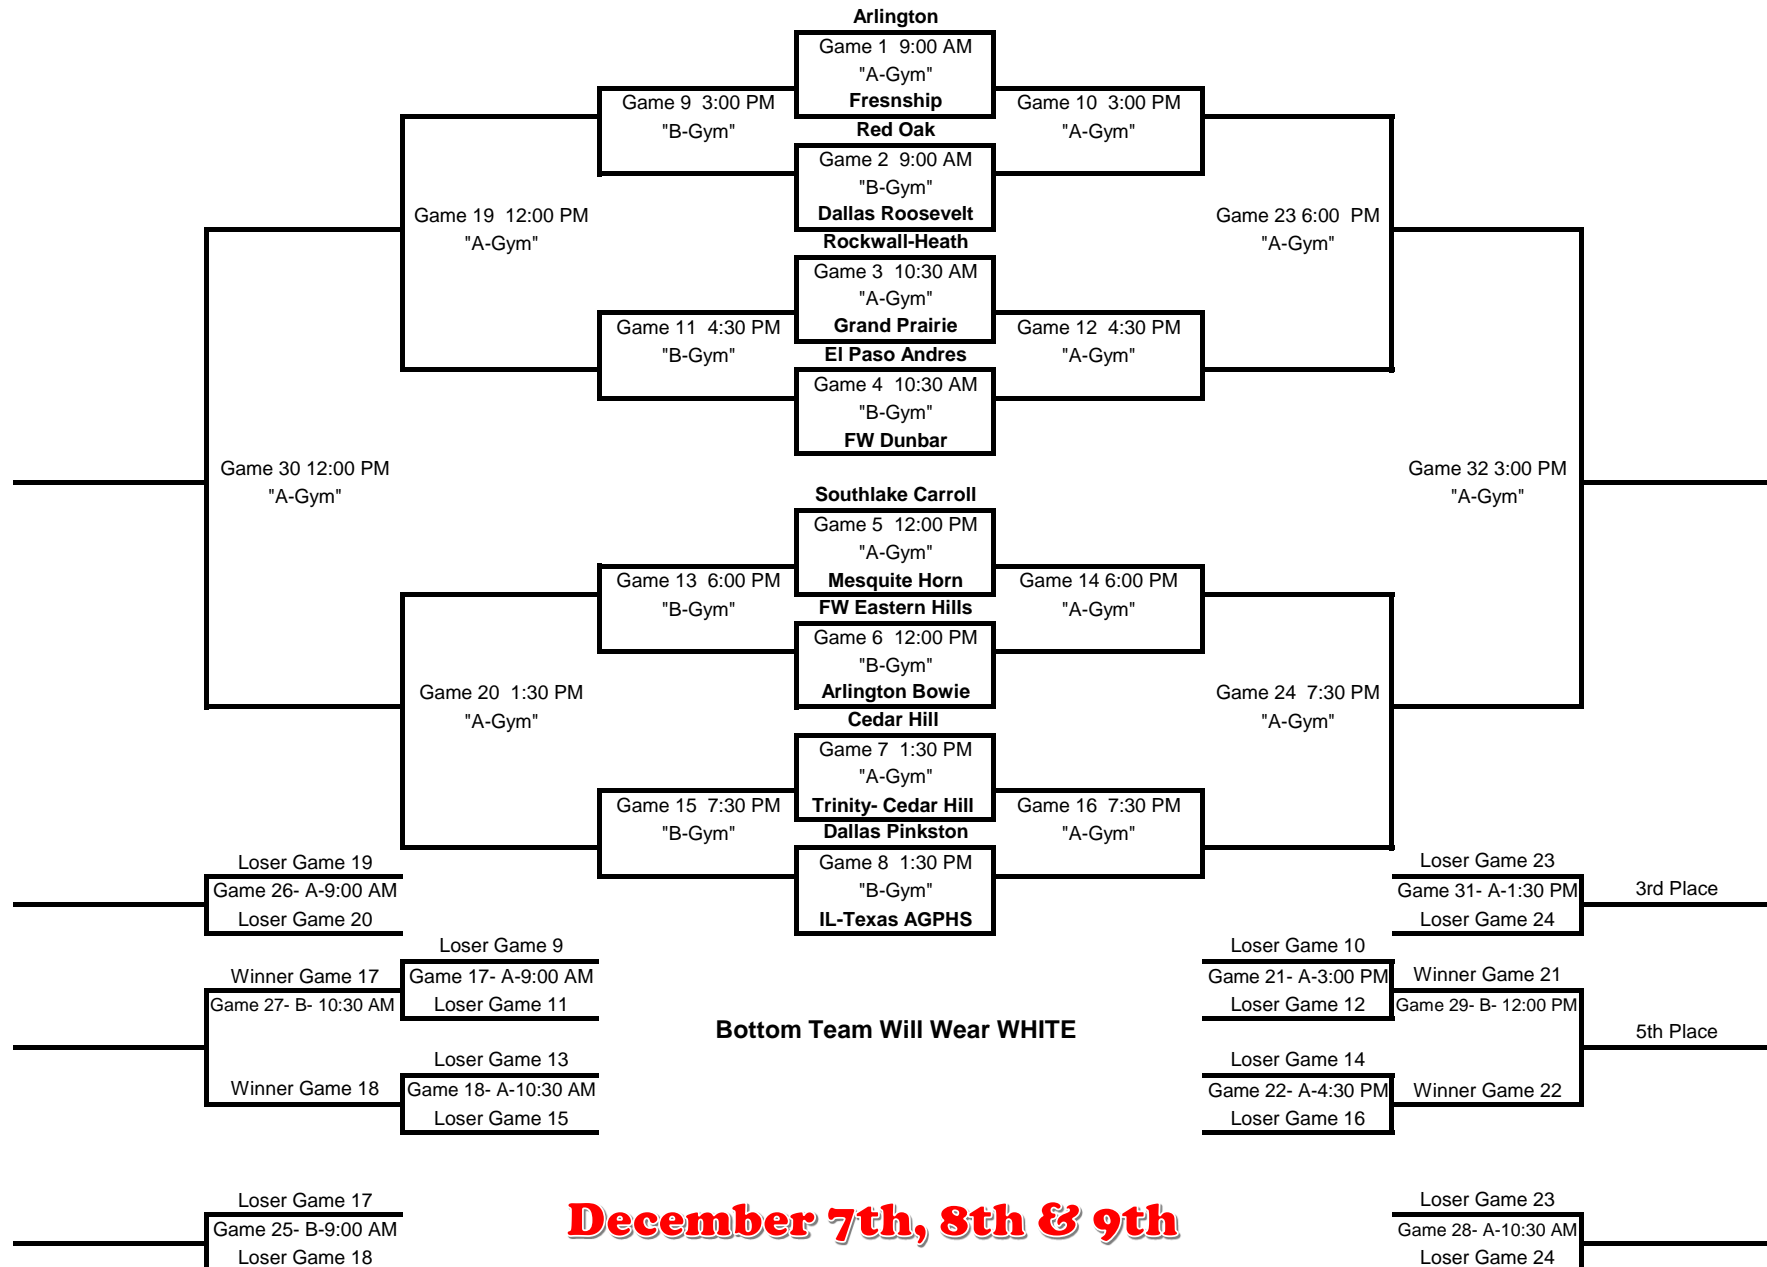 Arlington
Game 1  9:00 AM
"A-Gym"
Fresnship
Game 9  3:00 PM
"B-Gym"
Game 10  3:00 PM
"A-Gym"
Red Oak
Game 2  9:00 AM
"B-Gym"
Dallas Roosevelt
Game 19  12:00 PM
"A-Gym"
Game 23 6:00  PM
"A-Gym"
Rockwall-Heath
Game 3  10:30 AM
"A-Gym"
Grand Prairie
Game 11  4:30 PM
"B-Gym"
Game 12  4:30 PM
"A-Gym"
El Paso Andres
Game 4  10:30 AM
"B-Gym"
FW Dunbar
Game 30 12:00 PM
"A-Gym"
Game 32 3:00 PM
"A-Gym"
Southlake Carroll
Game 5  12:00 PM
"A-Gym"
Mesquite Horn
Game 13  6:00 PM
"B-Gym"
Game 14 6:00 PM
"A-Gym"
FW Eastern Hills
Game 6  12:00 PM
"B-Gym"
Arlington Bowie
Game 20  1:30 PM
"A-Gym"
Game 24  7:30 PM
"A-Gym"
Cedar Hill
Game 7  1:30 PM
"A-Gym"
Trinity- Cedar Hill
Game 15  7:30 PM
"B-Gym"
Game 16  7:30 PM
"A-Gym"
Dallas Pinkston
Game 8  1:30 PM
"B-Gym"
IL-Texas AGPHS
Loser Game 19
Game 26- A-9:00 AM
Loser Game 20
Loser Game 23
Game 31- A-1:30 PM
Loser Game 24
3rd Place
Loser Game 9
Game 17- A-9:00 AM
Loser Game 11
Winner Game 17
Game 27- B- 10:30 AM
Winner Game 18
Loser Game 13
Game 18- A-10:30 AM
Loser Game 15
Bottom Team Will Wear WHITE
Loser Game 10
Game 21- A-3:00 PM
Loser Game 12
Winner Game 21
Game 29- B- 12:00 PM
Winner Game 22
5th Place
Loser Game 14
Game 22- A-4:30 PM
Loser Game 16
Loser Game 17
Game 25- B-9:00 AM
Loser Game 18
December 7th, 8th & 9th
Loser Game 23
Game 28- A-10:30 AM
Loser Game 24